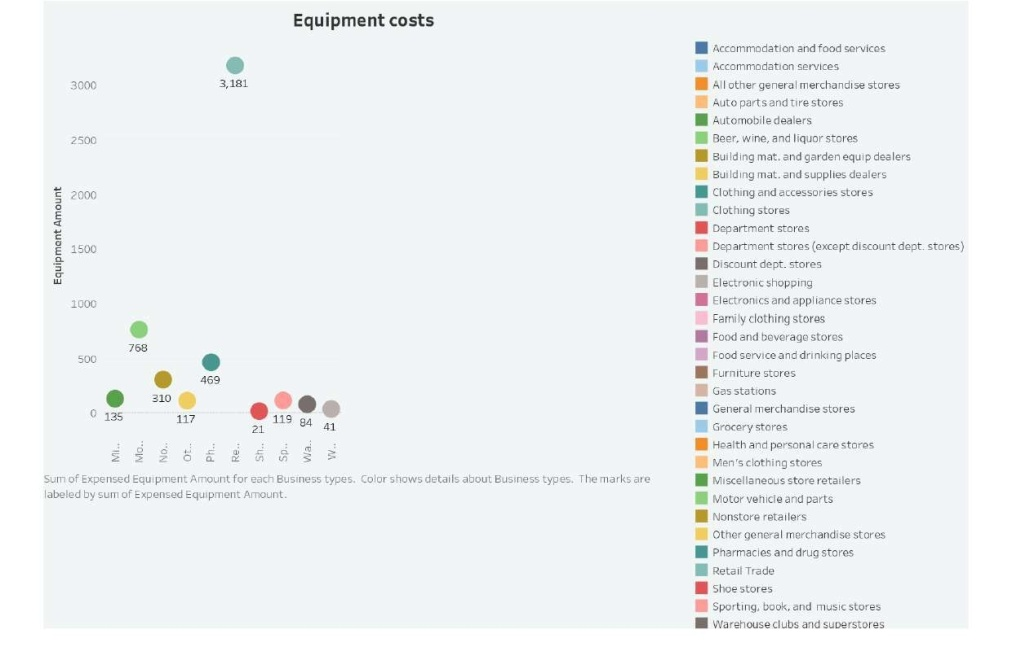 Equipment costs
Equipment Amount
3000
2500
2000
1500
1000
500
0
3,181
768
469
310
135
117
21
119
84
41
Mi..
Mo..
No..
Ot..
Ph..
Re..
Sh..
Sp..
Wa..
W..
Sum of Expensed Equipment Amount for each Business types. Color shows details about Business types. The marks are
labeled by sum of Expensed Equipment Amount.
Accommodation and food services
Accommodation services
All other general merchandise stores
Auto parts and tire stores
Automobile dealers
Beer, wine, and liquor stores
Building mat. and garden equip dealers
Building mat. and supplies dealers
Clothing and accessories stores
Clothing stores
Department stores
Department stores (except discount dept. stores)
Discount dept. stores
Electronic shopping
Electronics and appliance stores
Family clothing stores
Food and beverage stores
Food service and drinking places
Furniture stores
Gas stations
General merchandise stores
Grocery stores
Health and personal care stores
Men's clothing stores
Miscellaneous store retailers
Motor vehicle and parts
Nonstore retailers
Other general merchandise stores
Pharmacies and drug stores
Retail Trade
Shoe stores
Sporting, book, and music stores
Warehouse clubs and superstores